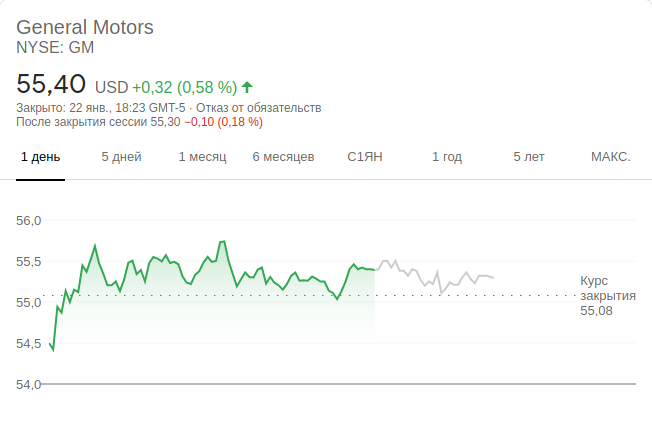 General Motors
NYSE: GM
55,40 USD +0,32 (0,58 %)
Закрыто: 22 янв., 18:23 GMT-5 · Отказ от обязательств
После закрытия сессии 55,30 −0,10 (0,18 %)
1 день 5 дней 1 месяц 6 месяцев С1ЯН 1 год 5 лет МАКС.
56,0
55,5
55,0
54,5
54,0
Курс
закрытия
55,08